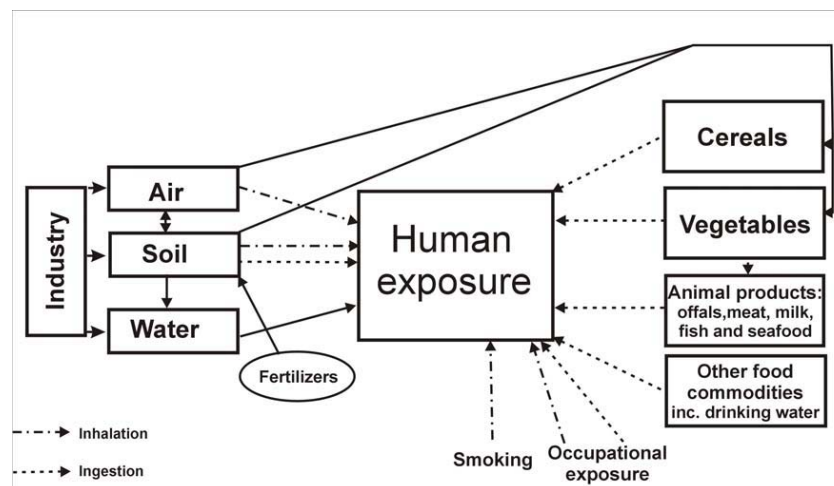 Industry
Air
Soil
Water
Fertilizers
Human
exposure
Cereals
Vegetables
Animal products:
offals,meat, milk,
fish and seafood
Other food
commodities
inc. drinking water
Smoking
Occupational
exposure
Inhalation
Ingestion